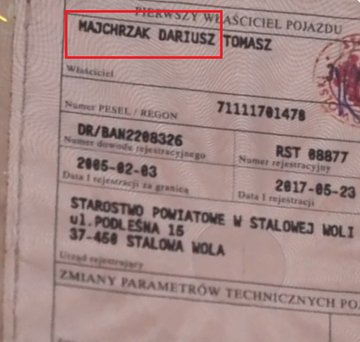 PIERWSZY WŁAŚCICIEL POJAZDU
MAJCHRZAK DARIUSZ TOMASZ
Właściciel
Numer PESEL / REGON 71111701478
DR/BAN2208326
Numer dowodu rejestracyjnego
RST 08877
Numer rejestracyjny
2005-02-03
Data I rejestracji za granicą
2017-05-23
Data I rejestracji
STAROSTWO POWIATOWE W STALOWEJ WOLI
ul.PODLEŚNA 15
37-450 STALOWA WOLA
Urząd rejestrujący
ZMIANY PARAMETRÓW TECHNICZNYCH PO